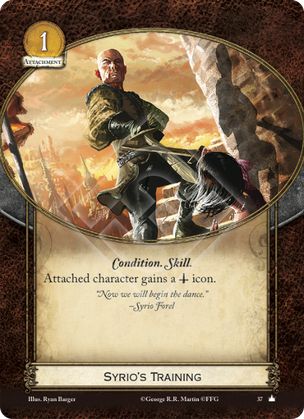 1
ATTACHMENT
Condition. Skill.
Attached character gains a icon.
"Now we will begin the dance."
–Syrio Forel
SYRIO'S TRAINING
Illus. Ryan Barger ©George R.R. Martin ©FFG 37